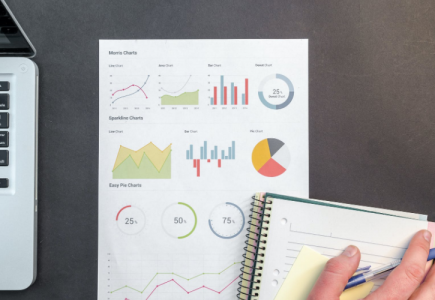 Morris Charts
Line Chart Area Chart Bar Chart Donut Chart
25%
Sparkline Charts
Line Chart Bar Chart Pie Chart
Easy Pie Charts
25% 50% 75%